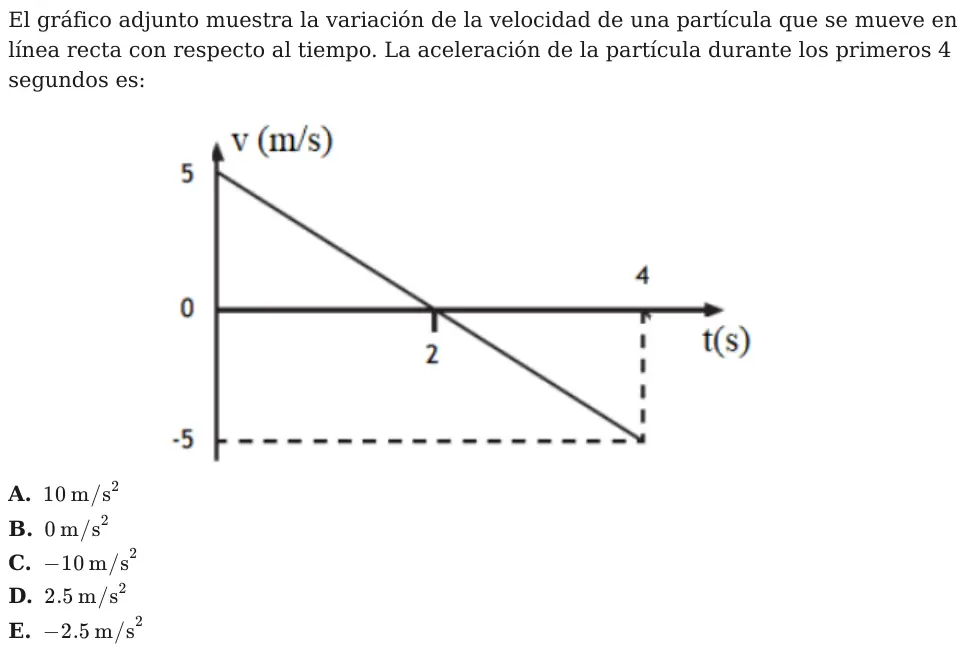 El gráfico adjunto muestra la variación de la velocidad de una partícula que se mueve en
línea recta con respecto al tiempo. La aceleración de la partícula durante los primeros 4
segundos es:
v (m/s)
5
4
0
t(s)
2
-5
A. 10 m/s²
B. 0 m/s²
C. −10 m/s²
D. 2.5 m/s²
E. −2.5 m/s²